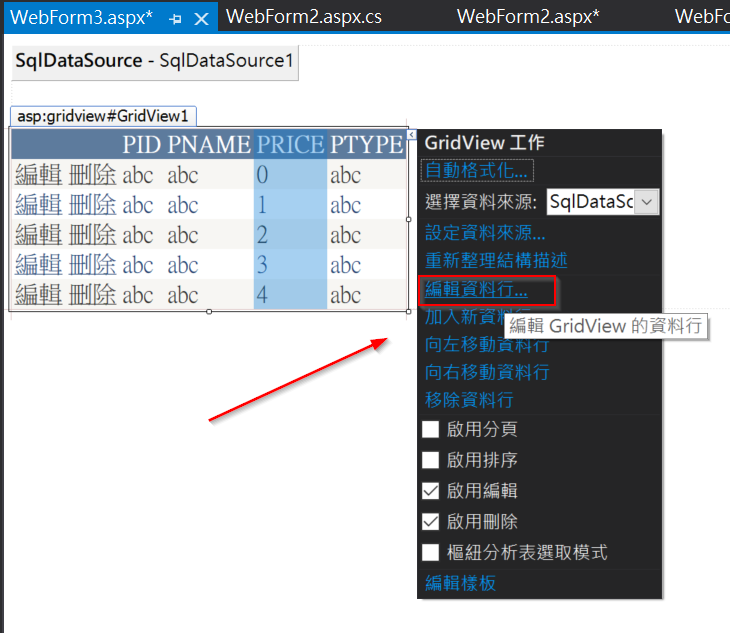 WebForm3.aspx* WebForm2.aspx.cs WebForm2.aspx* WebFo
SqlDataSource - SqlDataSource1
asp:gridview#GridView1
PID PNAME PRICE PTYPE
編輯 刪除 abc abc 0 abc
編輯 刪除 abc abc 1 abc
編輯 刪除 abc abc 2 abc
編輯 刪除 abc abc 3 abc
編輯 刪除 abc abc 4 abc
GridView 工作
自動格式化...
選擇資料來源: SqlDataSc
設定資料來源...
重新整理結構描述
編輯資料行...
加入新資料
編輯 GridView 的資料行
向左移動資料行
向右移動資料行
移除資料行
啟用分頁
啟用排序
啟用編輯
啟用刪除
樞紐分析表選取模式
編輯樣板